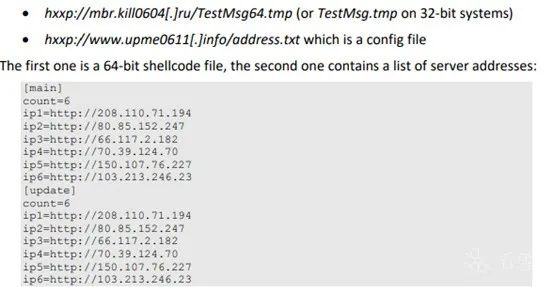 • hxxp://mbr.kill0604[.]ru/TestMsg64.tmp (or TestMsg.tmp on 32-bit systems)
• hxxp://www.upme0611[.]info/address.txt which is a config file
The first one is a 64-bit shellcode file, the second one contains a list of server addresses:
[main]
count=6
ip1=http://208.110.71.194
ip2=http://80.85.152.247
ip3=http://66.117.2.182
ip4=http://70.39.124.70
ip5=http://150.107.76.227
ip6=http://103.213.246.23
[update]
count=6
ip1=http://208.110.71.194
ip2=http://80.85.152.247
ip3=http://66.117.2.182
ip4=http://70.39.124.70
ip5=http://150.107.76.227
ip6=http://103.213.246.23